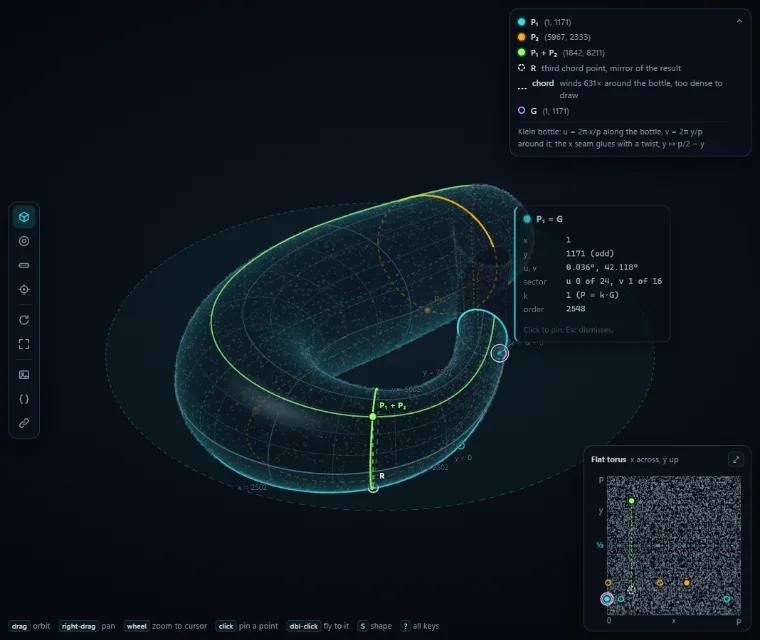 P₁ (1, 1171)
P₂ (5967, 2333)
P₁ + P₂ (1842, 8211)
R third chord point, mirror of the result
chord winds 631× around the bottle, too dense to
draw
G (1, 1171)
Klein bottle: u = 2π·x/p along the bottle, v = 2π·y/p
around it; the x seam glues with a twist, y ↦ p/2 − y
P₁ = G
x 1
y 1171 (odd)
u, v 0.036°, 42.118°
sector u 0 of 24, v 1 of 16
k 1 (P = k·G)
order 2548
Click to pin. Esc dismisses.
P₁ + P₂
R
y = 0
x = 2502
Flat torus x across, y up
p
y
½
0 x p
drag orbit right-drag pan wheel zoom to cursor click pin a point dbl-click fly to it S shape ? all keys